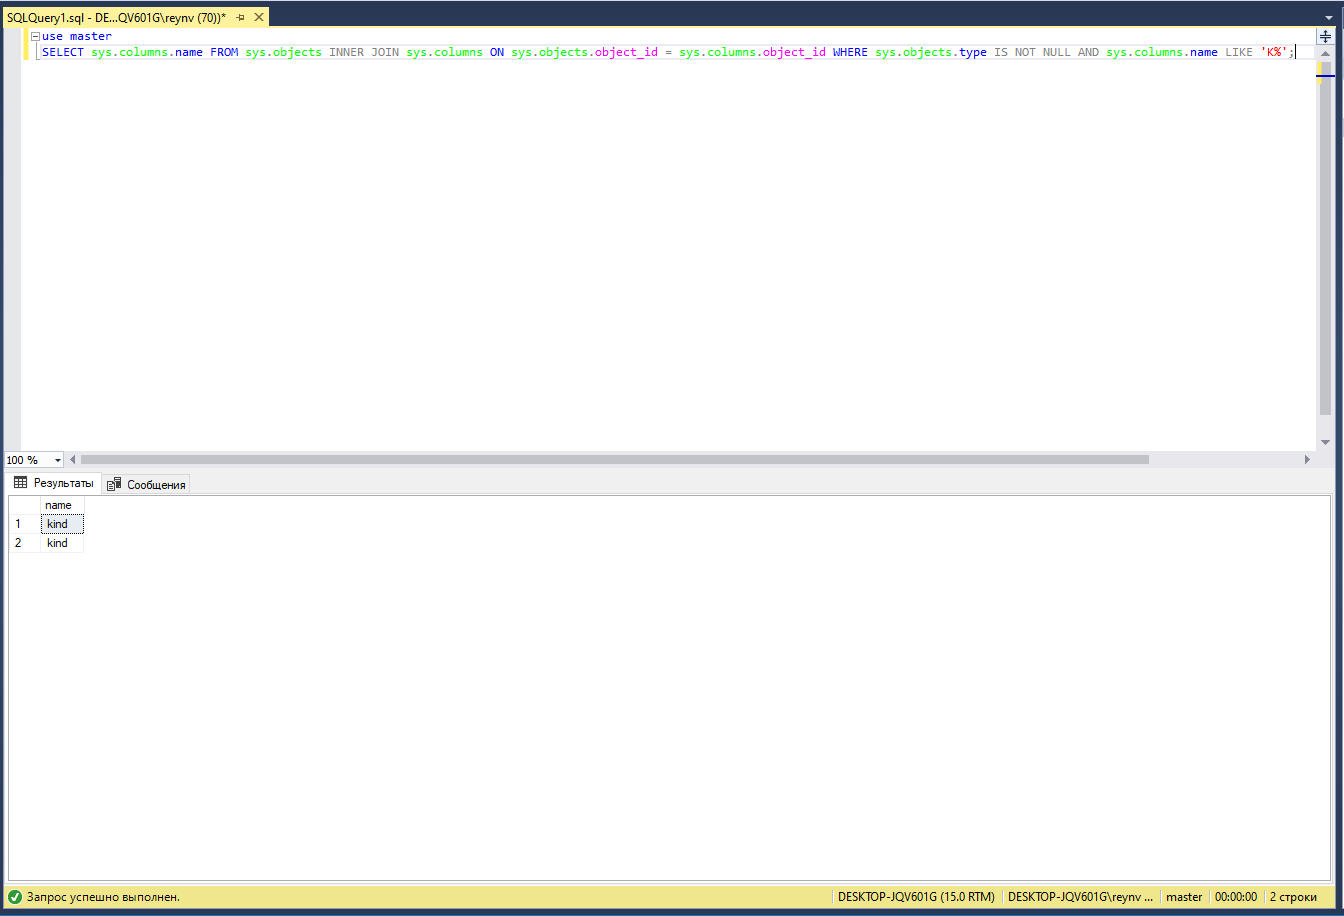 SQLQuery1.sql - DE...QV601G\reynv (70))*
use master
SELECT sys.columns.name FROM sys.objects INNER JOIN sys.columns ON sys.objects.object_id = sys.columns.object_id WHERE sys.objects.type IS NOT NULL AND sys.columns.name LIKE 'K%';
100 %
Результаты Сообщения
name
1 kind
2 kind
Запрос успешно выполнен. DESKTOP-JQV601G (15.0 RTM) DESKTOP-JQV601G\reynv ... master 00:00:00 2 строки